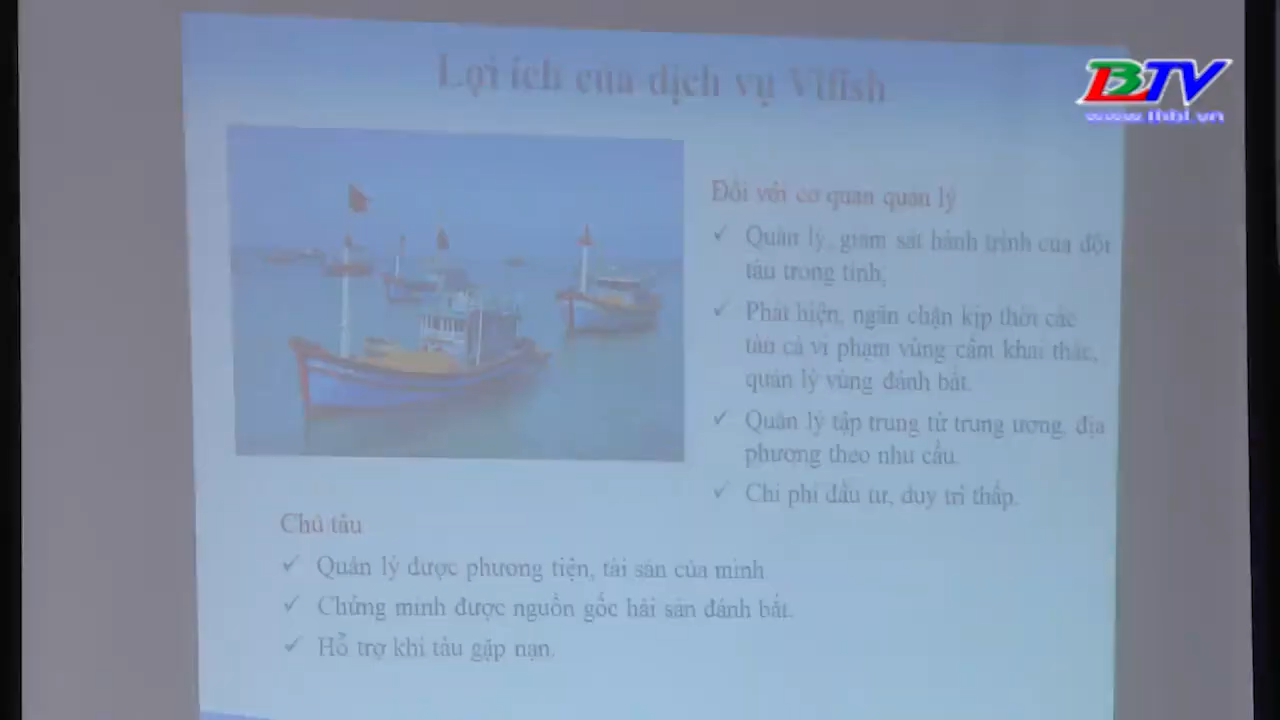 Lợi ích của dịch vụ Vifish
BTV
www.thbl.vn
Đối với cơ quan quản lý
✓ Quản lý, giám sát hành trình của đội
tàu trong tỉnh;
✓ Phát hiện, ngăn chặn kịp thời các
tàu cá vi phạm vùng cấm khai thác,
quản lý vùng đánh bắt.
✓ Quản lý tập trung từ trung ương, địa
phương theo nhu cầu.
✓ Chi phí đầu tư, duy trì thấp.
Chủ tàu
✓ Quản lý được phương tiện, tài sản của mình
✓ Chứng minh được nguồn gốc hải sản đánh bắt.
✓ Hỗ trợ khi tàu gặp nạn.